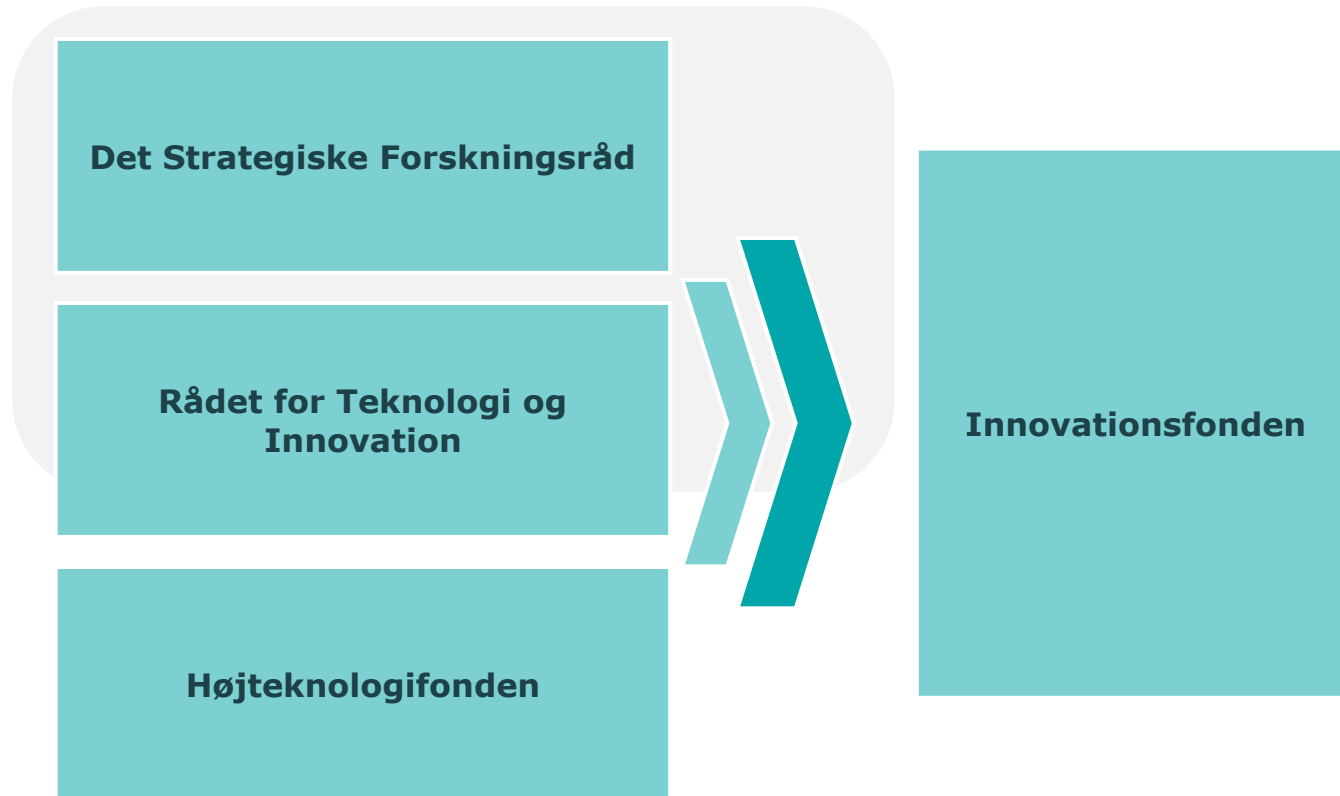 Det Strategiske Forskningsråd
Rådet for Teknologi og
Innovation
Højteknologifonden
Innovationsfonden